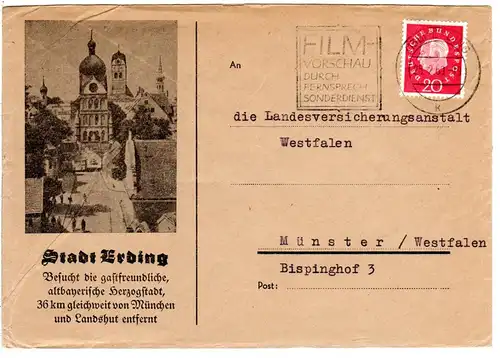 An
FILM-
VORSCHAU
DURCH
FERNSPRECH
SONDERDIENST
DEUTSCHE BUNDESPOST
20
k
die Landesversicherungsanstalt
Westfalen
Münster / Westfalen
Bispinghof 3
Post:
Stadt Erding
Besucht die gastfreundliche,
altbayerische Herzogstadt,
36 km gleichweit von München
und Landshut entfernt